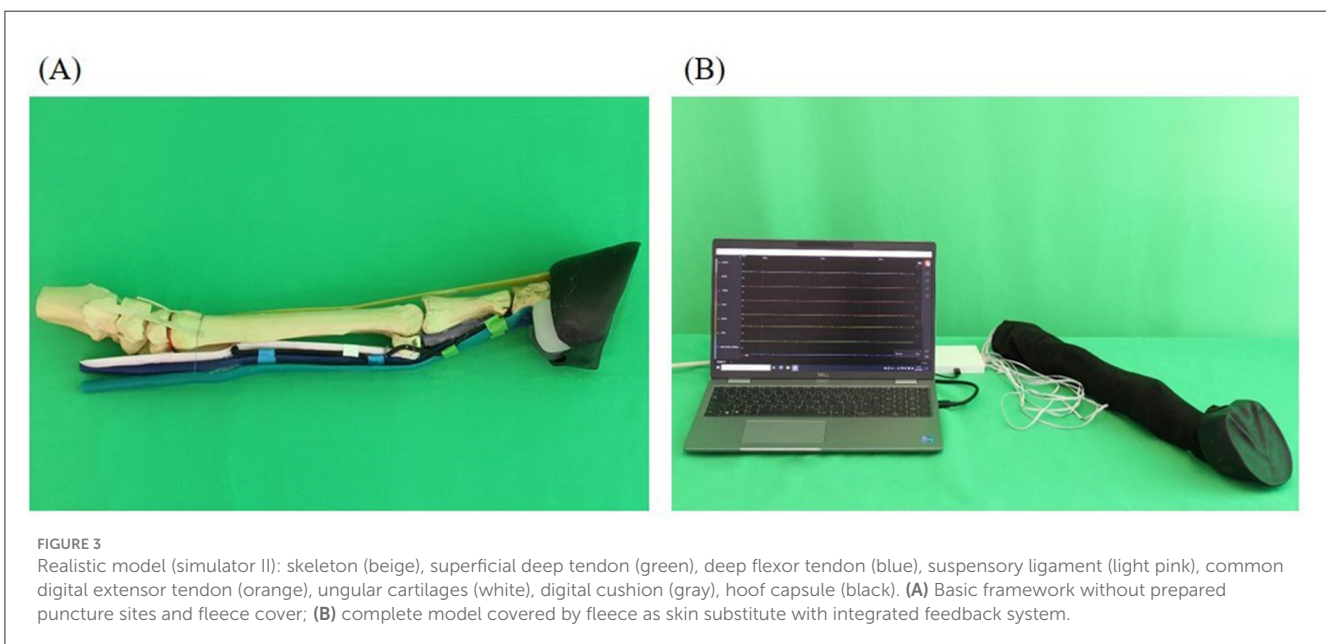 (A)
(B)
FIGURE 3
Realistic model (simulator II): skeleton (beige), superficial deep tendon (green), deep flexor tendon (blue), suspensory ligament (light pink), common
digital extensor tendon (orange), ungular cartilages (white), digital cushion (gray), hoof capsule (black). (A) Basic framework without prepared
puncture sites and fleece cover; (B) complete model covered by fleece as skin substitute with integrated feedback system.